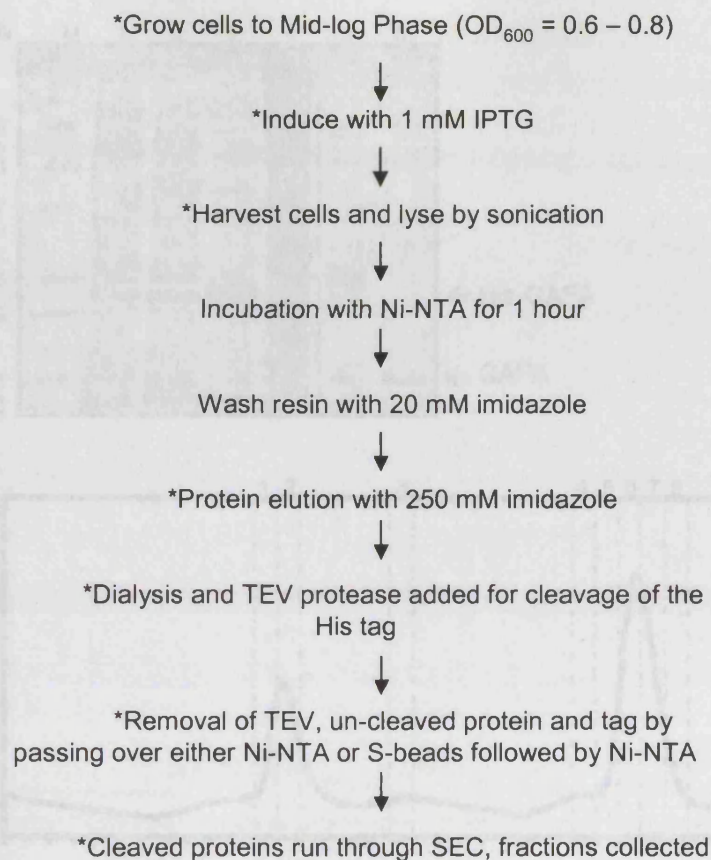 *Grow cells to Mid-log Phase (OD600 = 0.6 – 0.8)
*Induce with 1 mM IPTG
*Harvest cells and lyse by sonication
Incubation with Ni-NTA for 1 hour
Wash resin with 20 mM imidazole
*Protein elution with 250 mM imidazole
*Dialysis and TEV protease added for cleavage of the
His tag
*Removal of TEV, un-cleaved protein and tag by
passing over either Ni-NTA or S-beads followed by Ni-NTA
*Cleaved proteins run through SEC, fractions collected